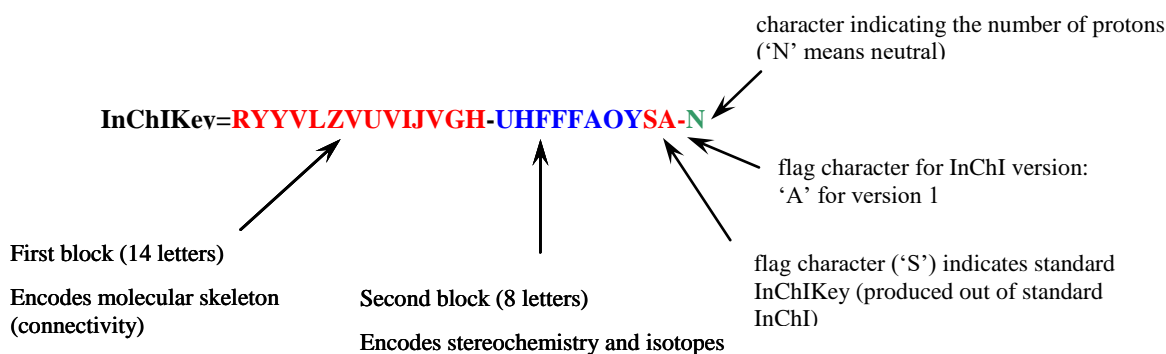 character indicating the number of protons
('N' means neutral)
InChIKey=RYYVLZVUVIJVGH-UHFFFAOYSA-N
flag character for InChI version:
'A' for version 1
First block (14 letters)
Encodes molecular skeleton
(connectivity)
Second block (8 letters)
Encodes stereochemistry and isotopes
flag character ('S') indicates standard
InChIKey (produced out of standard
InChI)